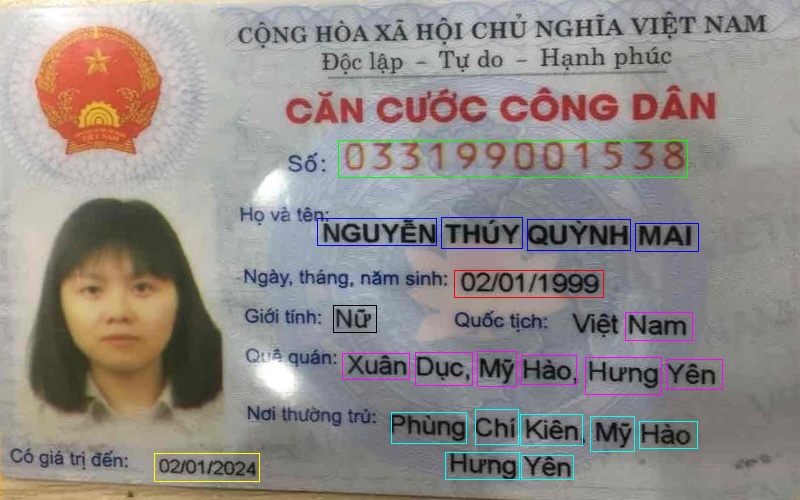 CỘNG HÒA XÃ HỘI CHỦ NGHĨA VIỆT NAM
Độc lập - Tự do - Hạnh phúc
CĂN CƯỚC CÔNG DÂN
Số: 033199001538
Họ và tên: NGUYỄN THÚY QUỲNH MAI
Ngày, tháng, năm sinh: 02/01/1999
Giới tính: Nữ Quốc tịch: Việt Nam
Quê quán: Xuân Dục, Mỹ Hào, Hưng Yên
Nơi thường trú: Phùng Chí Kiên, Mỹ Hào
Hưng Yên
Có giá trị đến: 02/01/2024